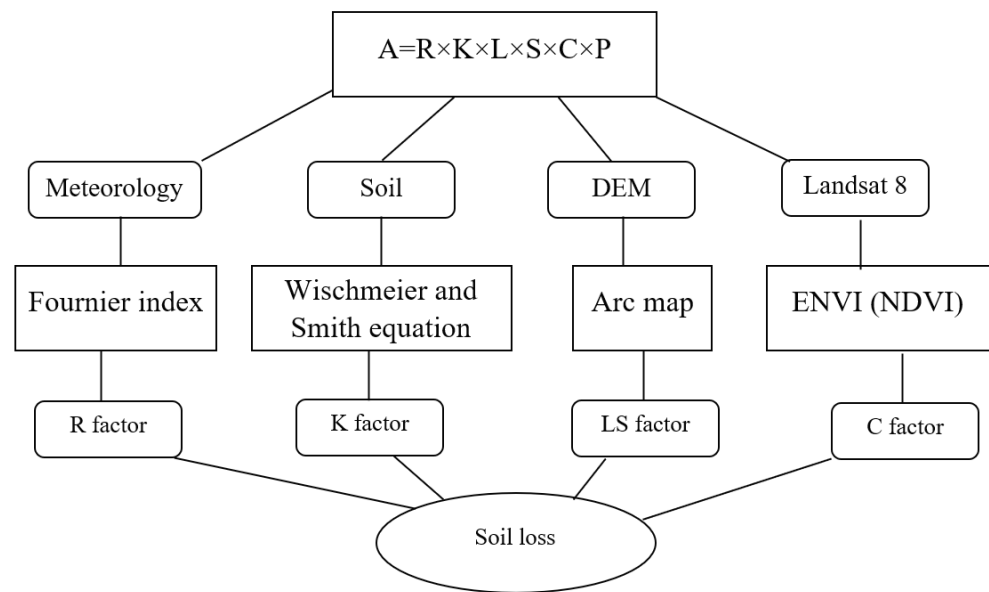 A=R×K×L×S×C×P
Meteorology
Soil
DEM
Landsat 8
Fournier index
Wischmeier and
Smith equation
Arc map
ENVI (NDVI)
R factor
K factor
LS factor
C factor
Soil loss